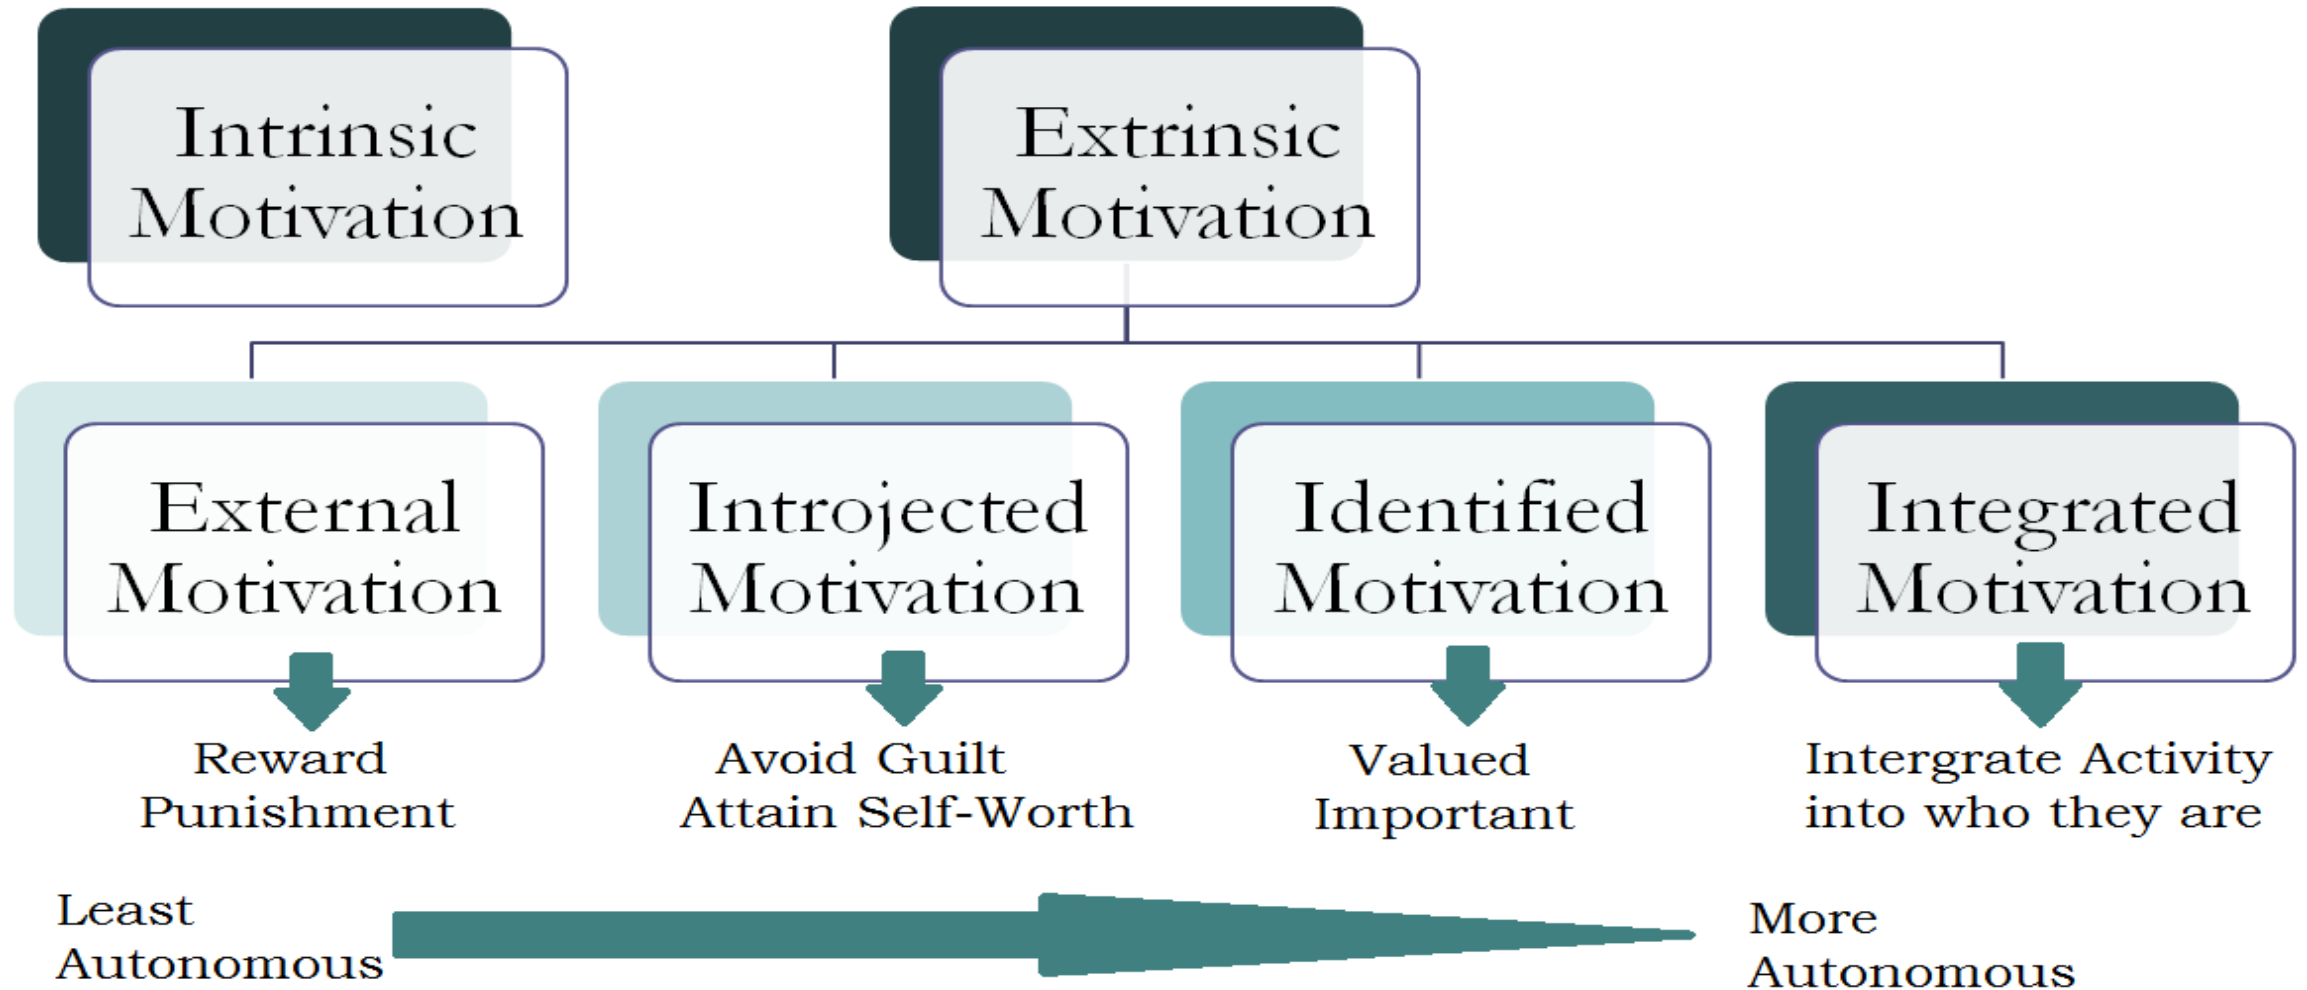 Intrinsic
Motivation
Extrinsic
Motivation
External
Motivation
Introjected
Motivation
Identified
Motivation
Integrated
Motivation
Reward
Punishment
Avoid Guilt
Attain Self-Worth
Valued
Important
Intergrate Activity
into who they are
Least
Autonomous
More
Autonomous